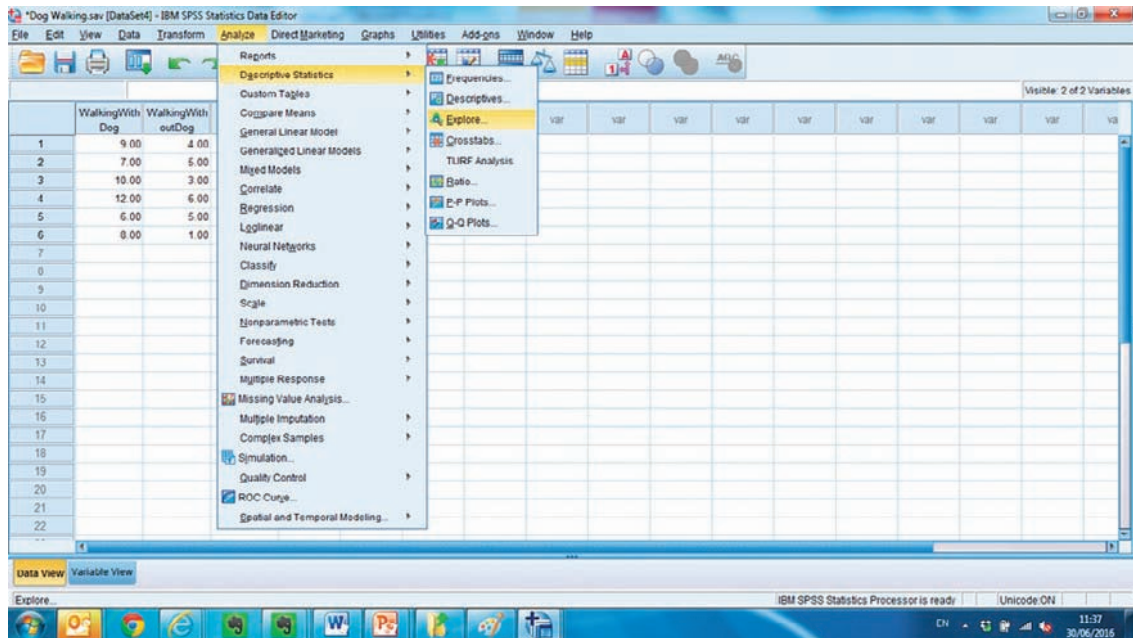 *Dog Walking.sav [DataSet4] - IBM SPSS Statistics Data Editor
File Edit View Data Transform Analyze Direct Marketing Graphs Utilities Add-ons Window Help
Visible: 2 of 2 Variables
WalkingWithDog WalkingWithoutDog var var var var var var var var var va
1 9.00 4.00
2 7.00 5.00
3 10.00 3.00
4 12.00 6.00
5 6.00 5.00
6 8.00 1.00
7
8
9
10
11
12
13
14
15
16
17
18
19
20
21
22
Reports
Descriptive Statistics
Custom Tables
Compare Means
General Linear Model
Generalized Linear Models
Mixed Models
Correlate
Regression
Loglinear
Neural Networks
Classify
Dimension Reduction
Scale
Nonparametric Tests
Forecasting
Survival
Multiple Response
Missing Value Analysis...
Multiple Imputation
Complex Samples
Simulation...
Quality Control
ROC Curve...
Spatial and Temporal Modeling...
Frequencies...
Descriptives...
Explore...
Crosstabs...
TURF Analysis
Ratio...
P-P Plots...
Q-Q Plots...
Data View Variable View
Explore... IBM SPSS Statistics Processor is ready Unicode:ON
EN 11:37
30/06/2016